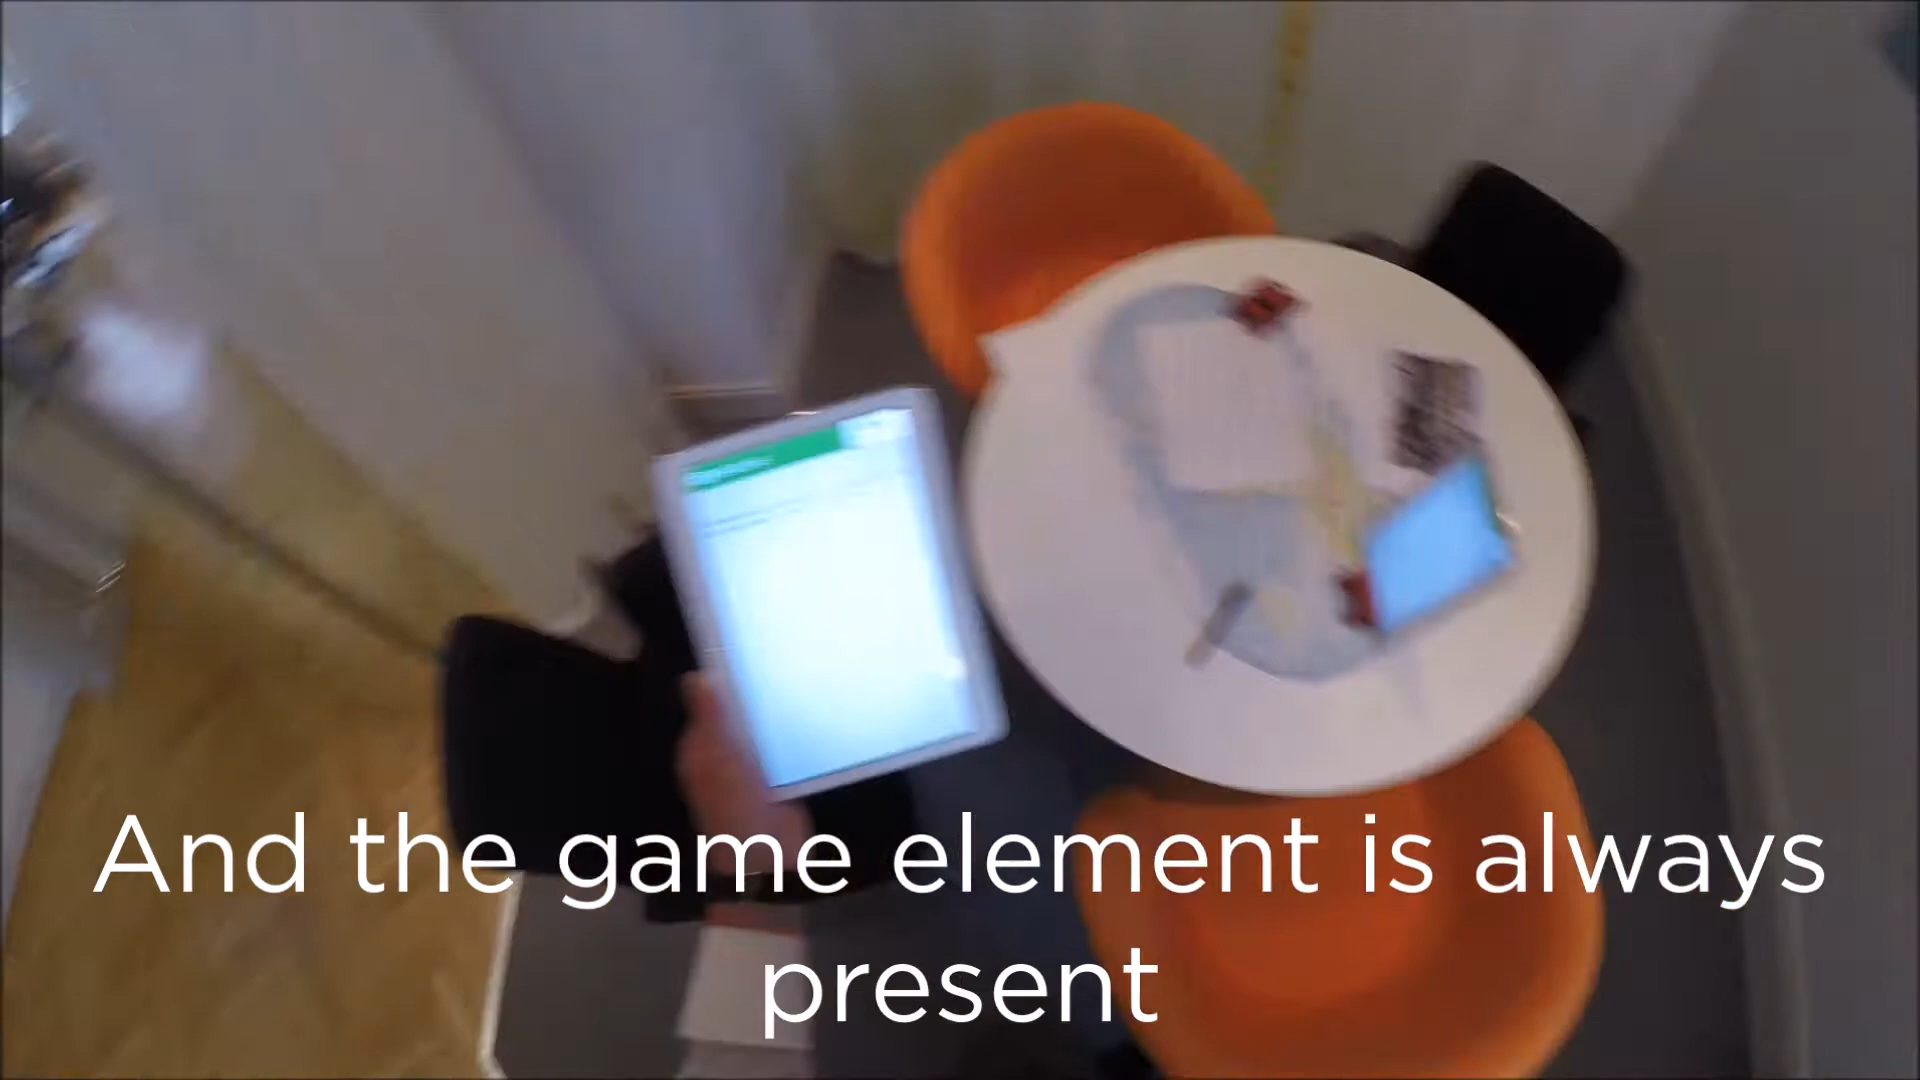 And the game element is always
present